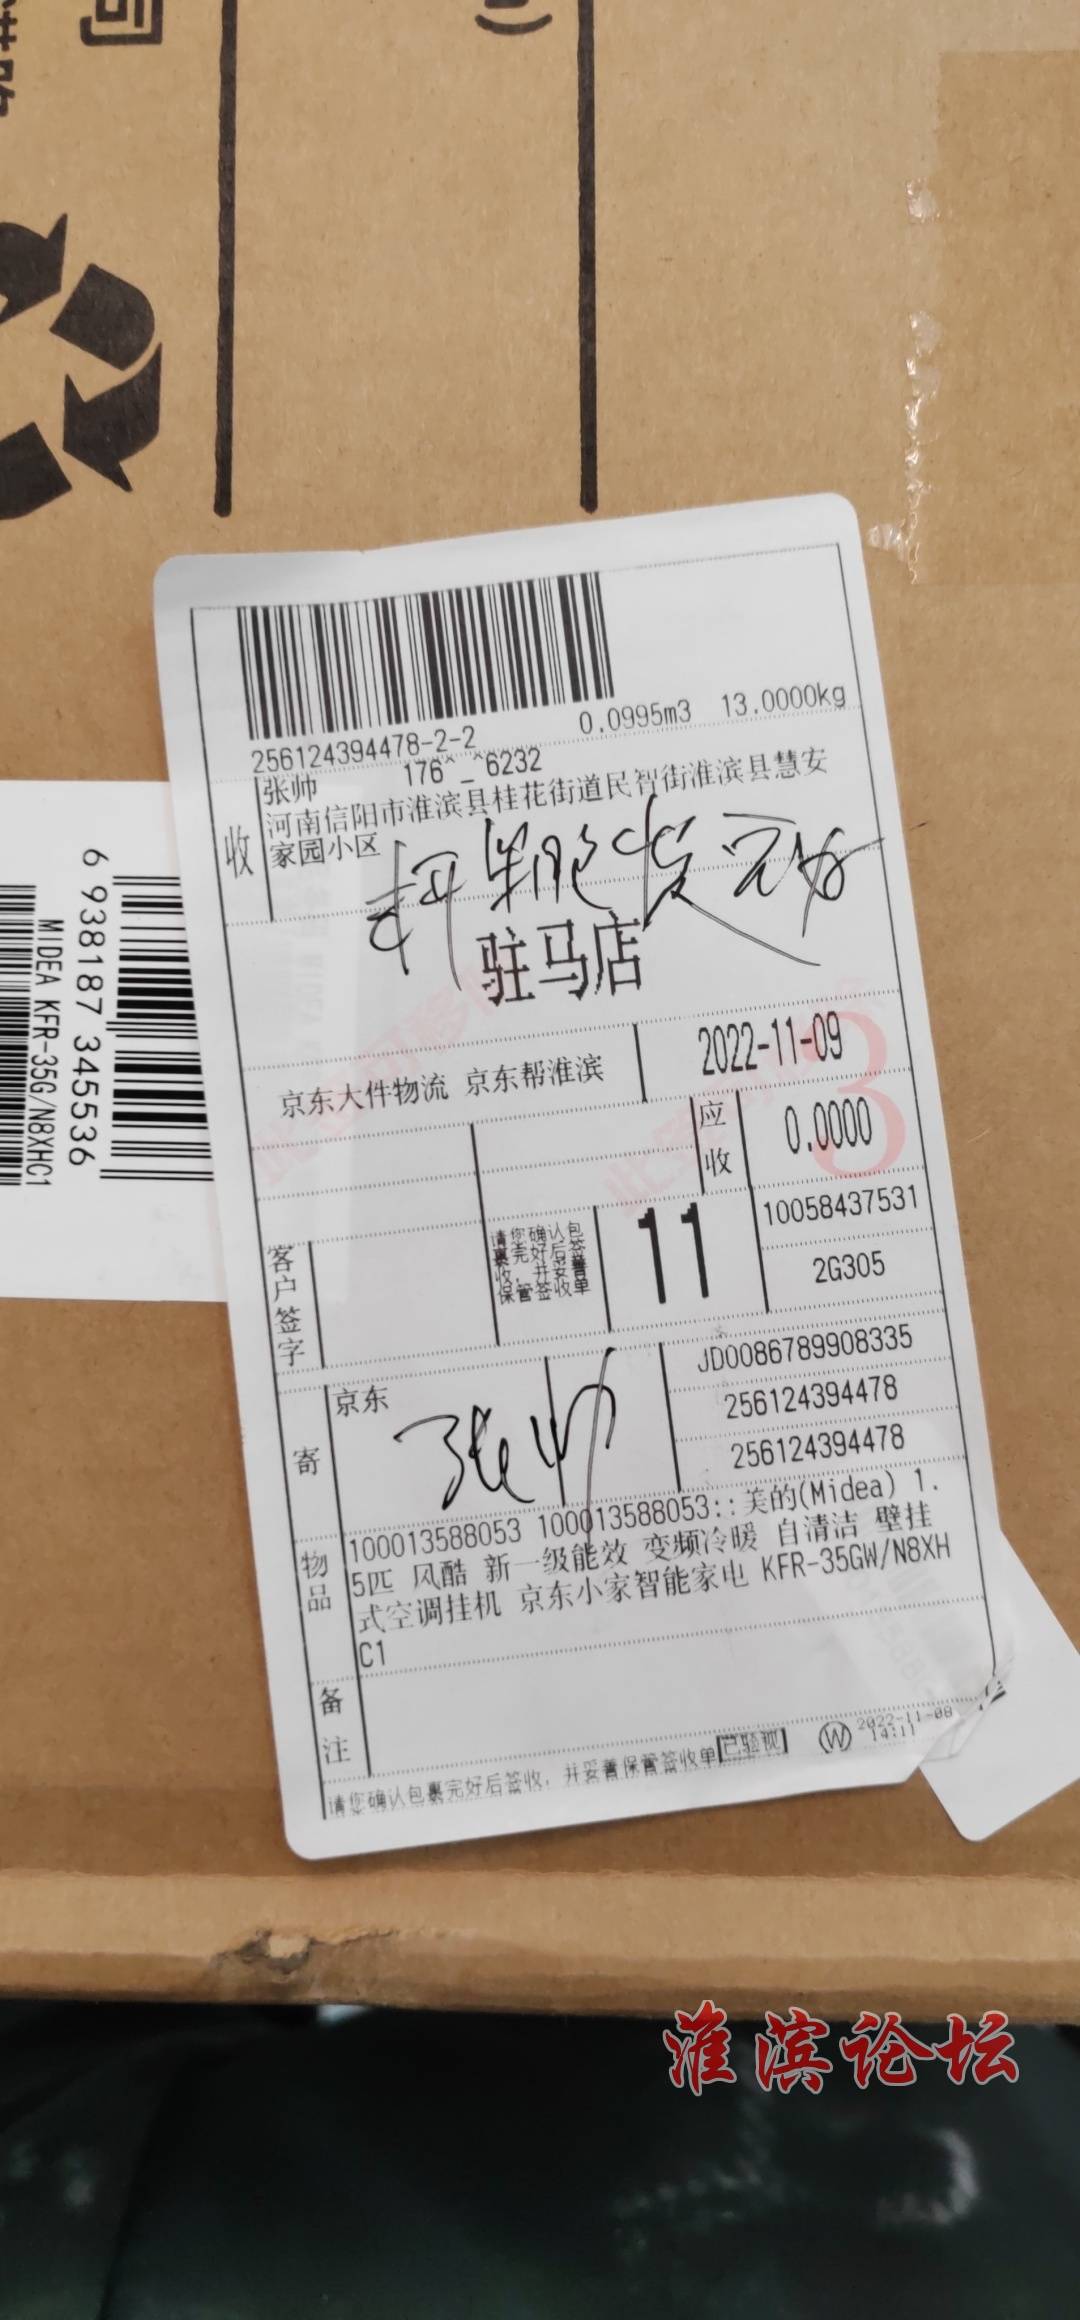 256124394478-2-2 0.0995m3 13.0000kg
张帅 176^_^6232
收
河南信阳市淮滨县桂花街道民智街淮滨县慧安
家园小区
驻马店
京东大件物流 京东帮淮滨
2022-11-09
应收
0.0000
3
客户签字
请您确认包
裹完好后签
收，并妥善
保管签收单
11
10058437531
2G305
寄
京东
张帅
JD0086789908335
256124394478
256124394478
物品
100013588053 100013588053::美的(Midea) 1.
5匹 风酷 新一级能效 变频冷暖 自清洁 壁挂
式空调挂机 京东小家智能家电 KFR-35GW/N8XH
C1
备注
请您确认包裹完好后签收，并妥善保管签收单 已验视 W 2022-11-08
14:11
6 938187 345536
MIDEA KFR-35G/N8XHC1
淮滨论坛